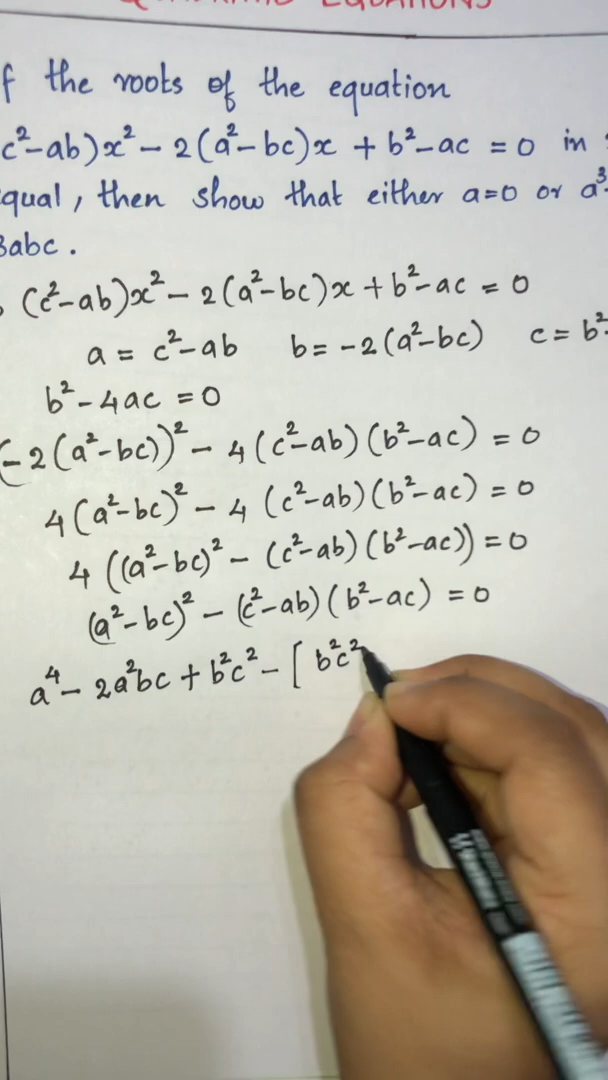 EQUATIONS
f the roots of the equation
c²-ab)x² - 2(a²-bc)x + b²-ac = 0 in
qual, then show that either a=0 or a³
3abc.
(c²-ab)x² - 2(a²-bc)x + b²-ac = 0
a = c²-ab b = -2(a²-bc) c = b²-
b²-4ac = 0
(-2(a²-bc))² - 4(c²-ab)(b²-ac) = 0
4(a²-bc)² - 4(c²-ab)(b²-ac) = 0
4((a²-bc)² - (c²-ab)(b²-ac)) = 0
(a²-bc)² - (c²-ab)(b²-ac) = 0
a⁴ - 2a²bc + b²c² - [b²c²